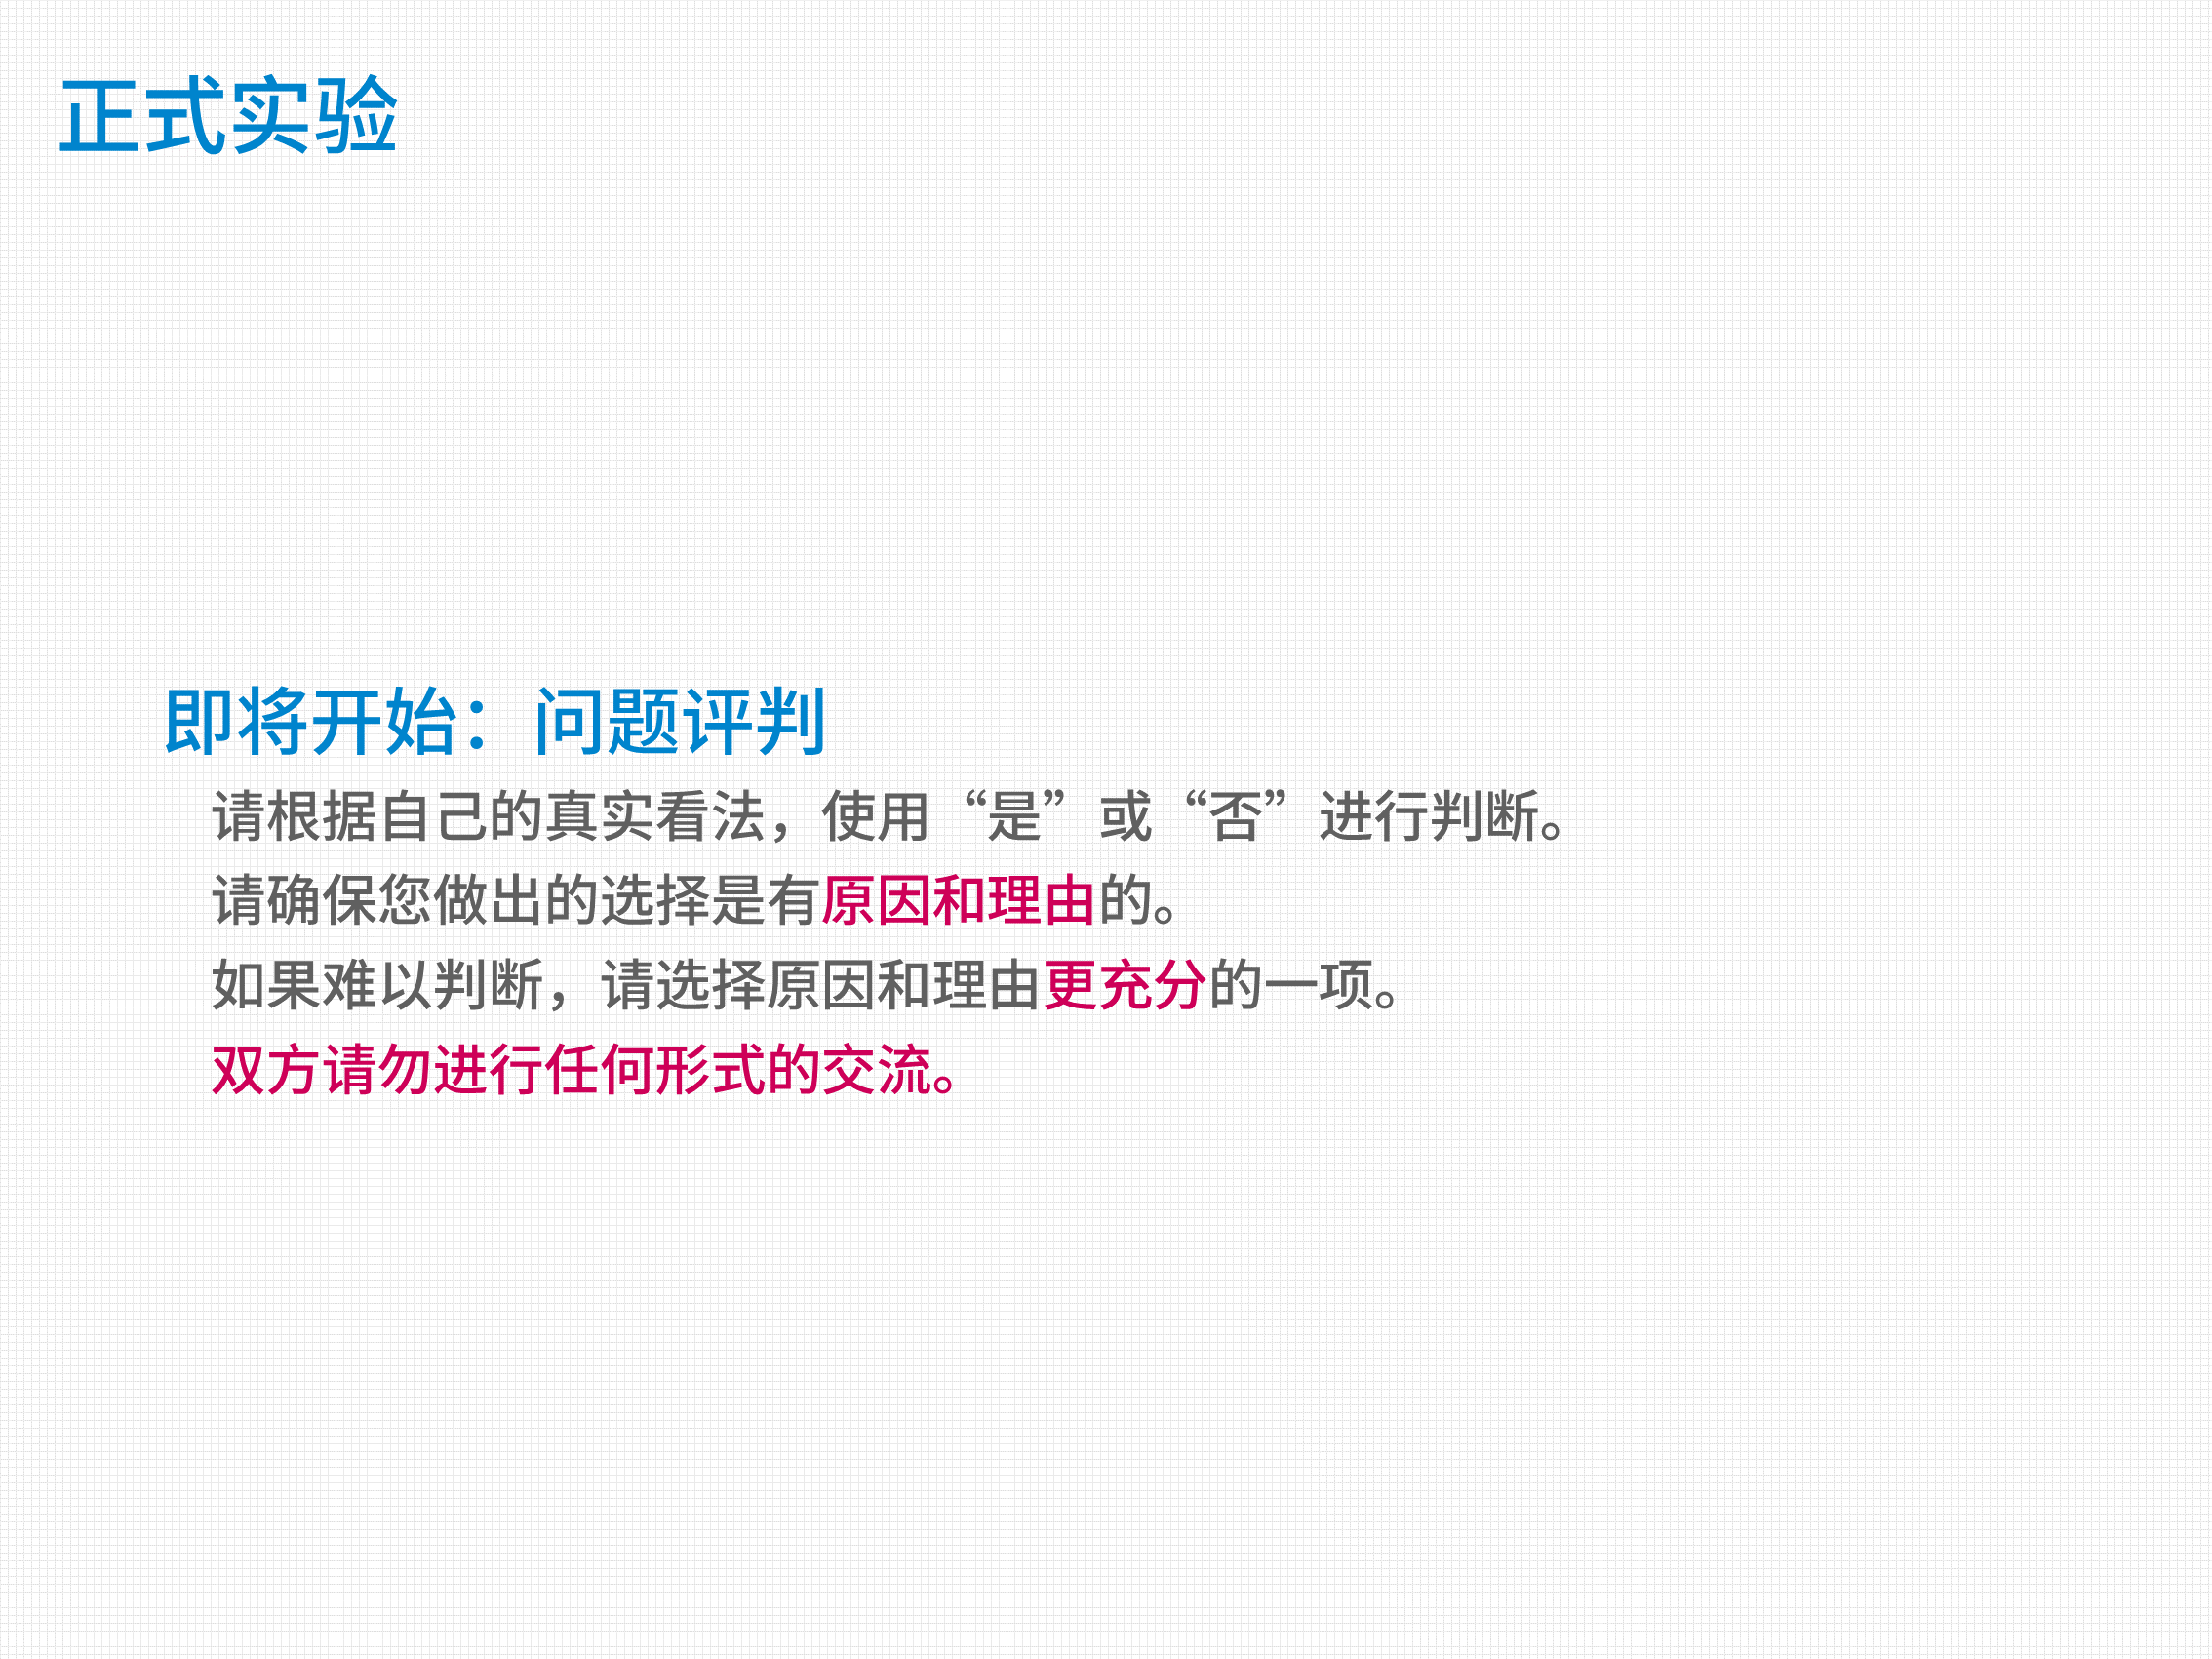 正式实验
即将开始：问题评判
请根据自己的真实看法，使用“是”或“否”进行判断。
请确保您做出的选择是有原因和理由的。
如果难以判断，请选择原因和理由更充分的一项。
双方请勿进行任何形式的交流。